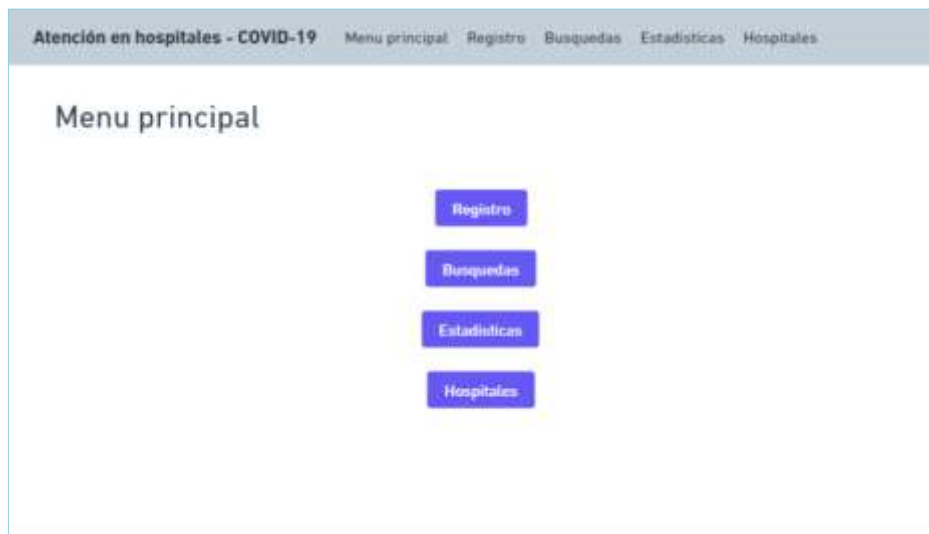 Atención en hospitales - COVID-19 Menu principal Registro Busquedas Estadisticas Hospitales
Menu principal
Registro
Busquedas
Estadisticas
Hospitales